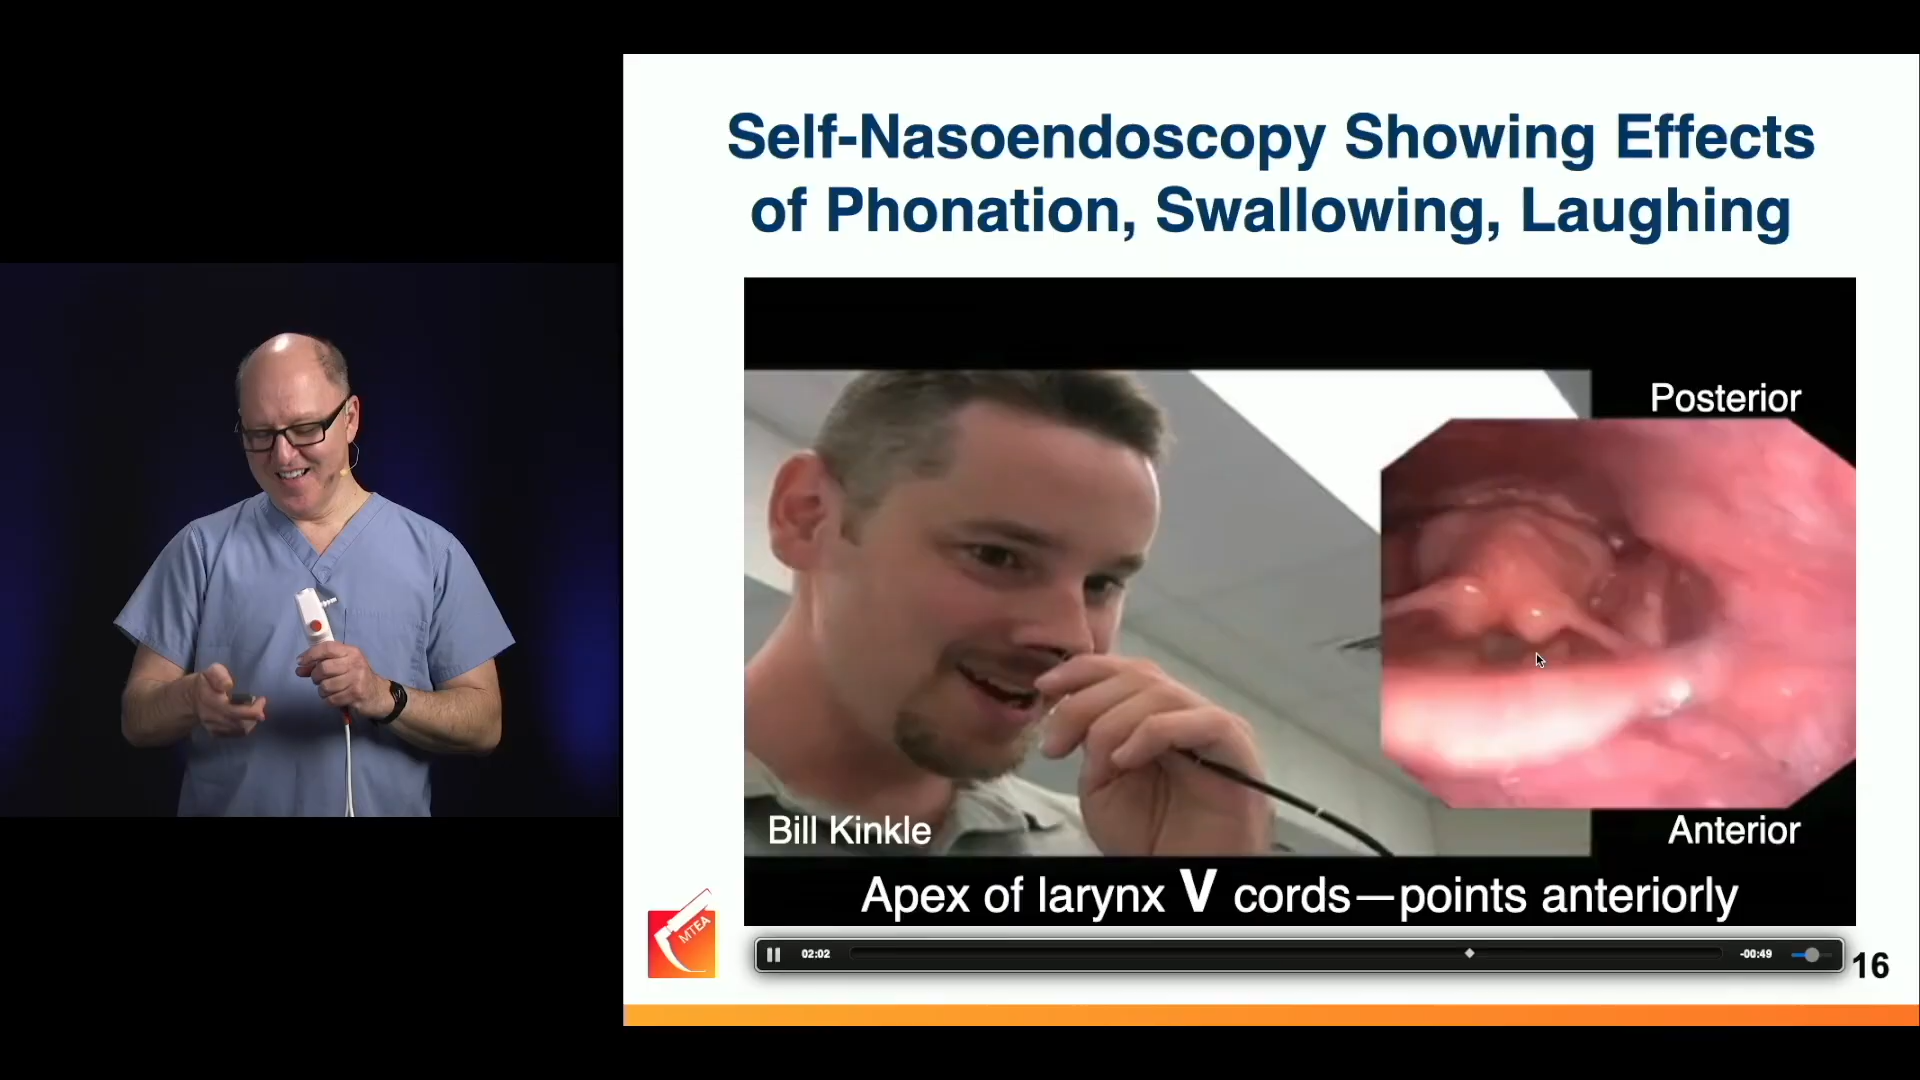 Self-Nasoendoscopy Showing Effects
of Phonation, Swallowing, Laughing
Posterior
Bill Kinkle
Anterior
Apex of larynx V cords—points anteriorly
MTEA
02:02
-00:49
16